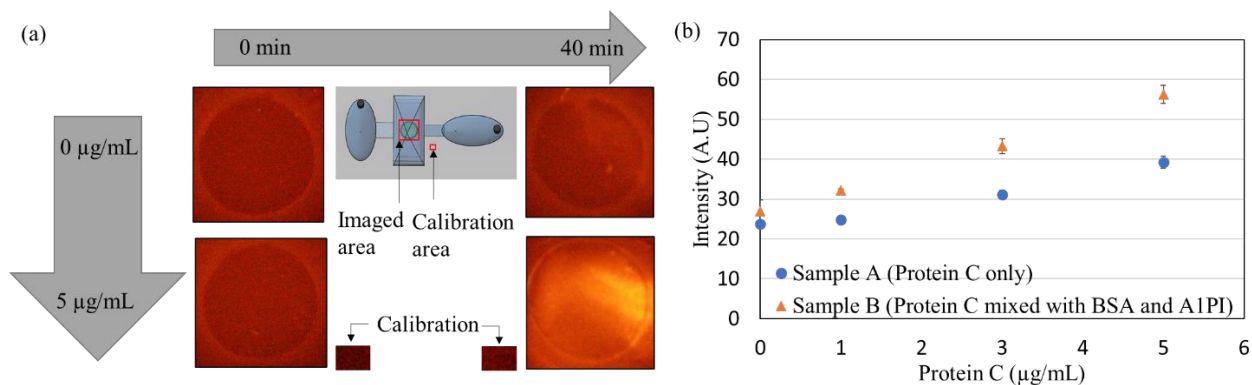 (a)
0 min
40 min
0 µg/mL
5 µg/mL
Imaged
area
Calibration
area
Calibration
(b)
70
60
50
40
30
20
10
0
Intensity (A.U)
Sample A (Protein C only)
Sample B (Protein C mixed with BSA and A1PI)
0
1
2
3
4
5
6
Protein C (µg/mL)